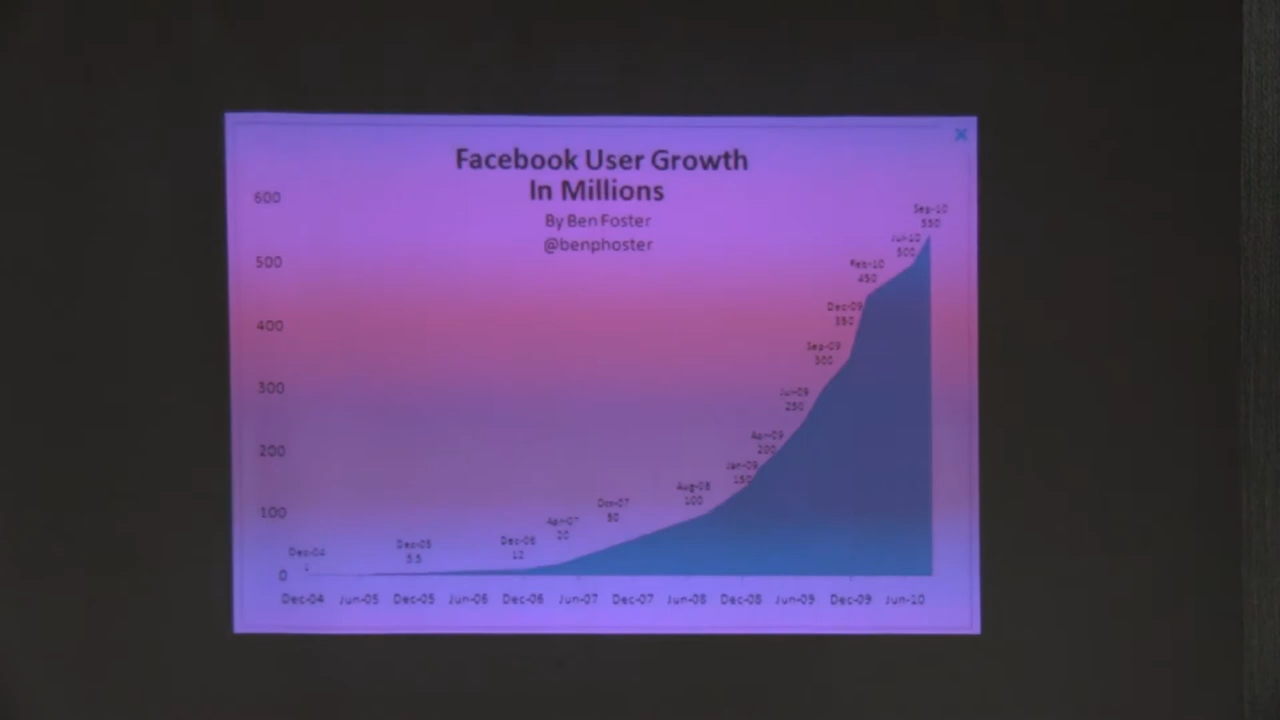 Facebook User Growth
In Millions
By Ben Foster
@benphoster
600
500
400
300
200
100
0
Dec-04
1
Dec-05
5.5
Dec-06
12
Apr-07
20
Oct-07
50
Aug-08
100
Jan-09
150
Apr-09
200
Jun-09
250
Sep-09
300
Dec-09
350
Feb-10
450
Jul-10
500
Sep-10
550
Dec-04 Jun-05 Dec-05 Jun-06 Dec-06 Jun-07 Dec-07 Jun-08 Dec-08 Jun-09 Dec-09 Jun-10